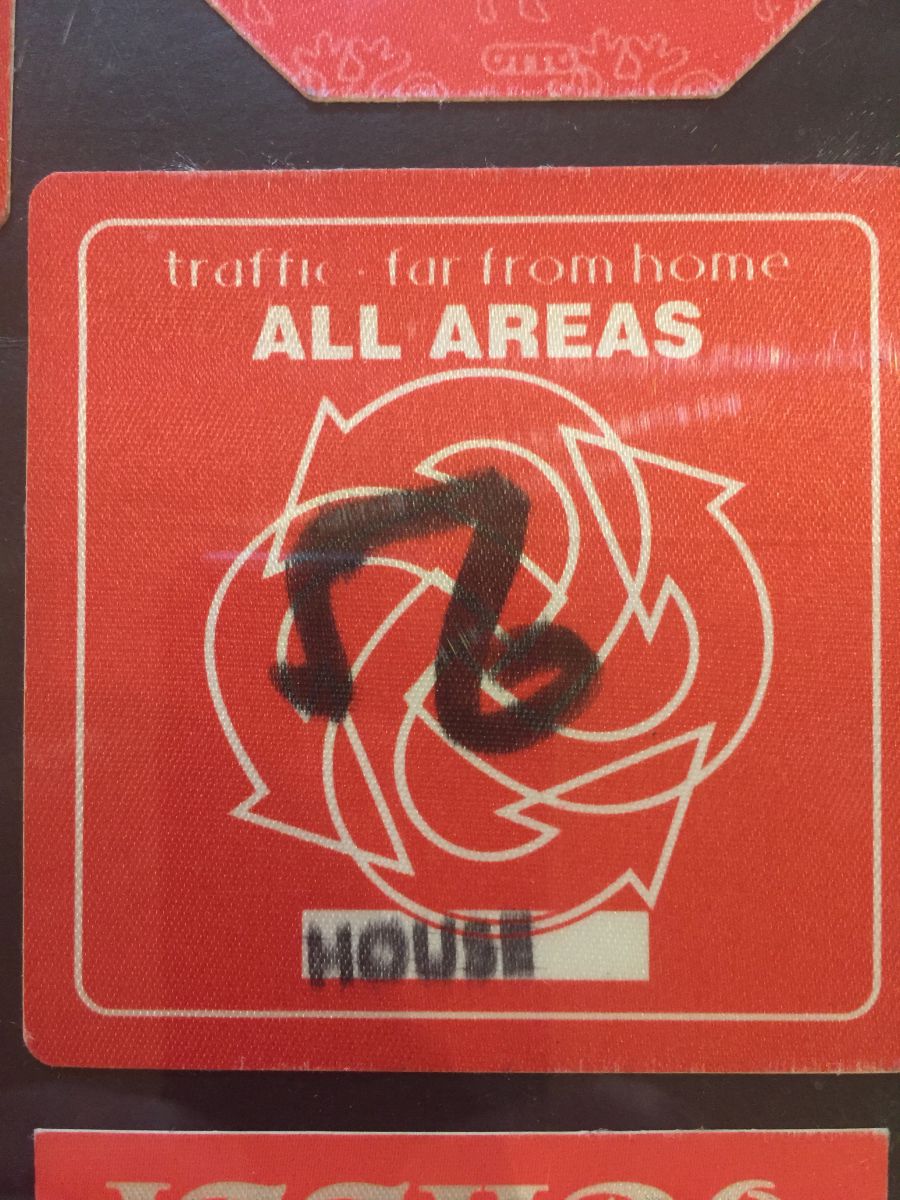 traffic · far from home
ALL AREAS
HOUSE